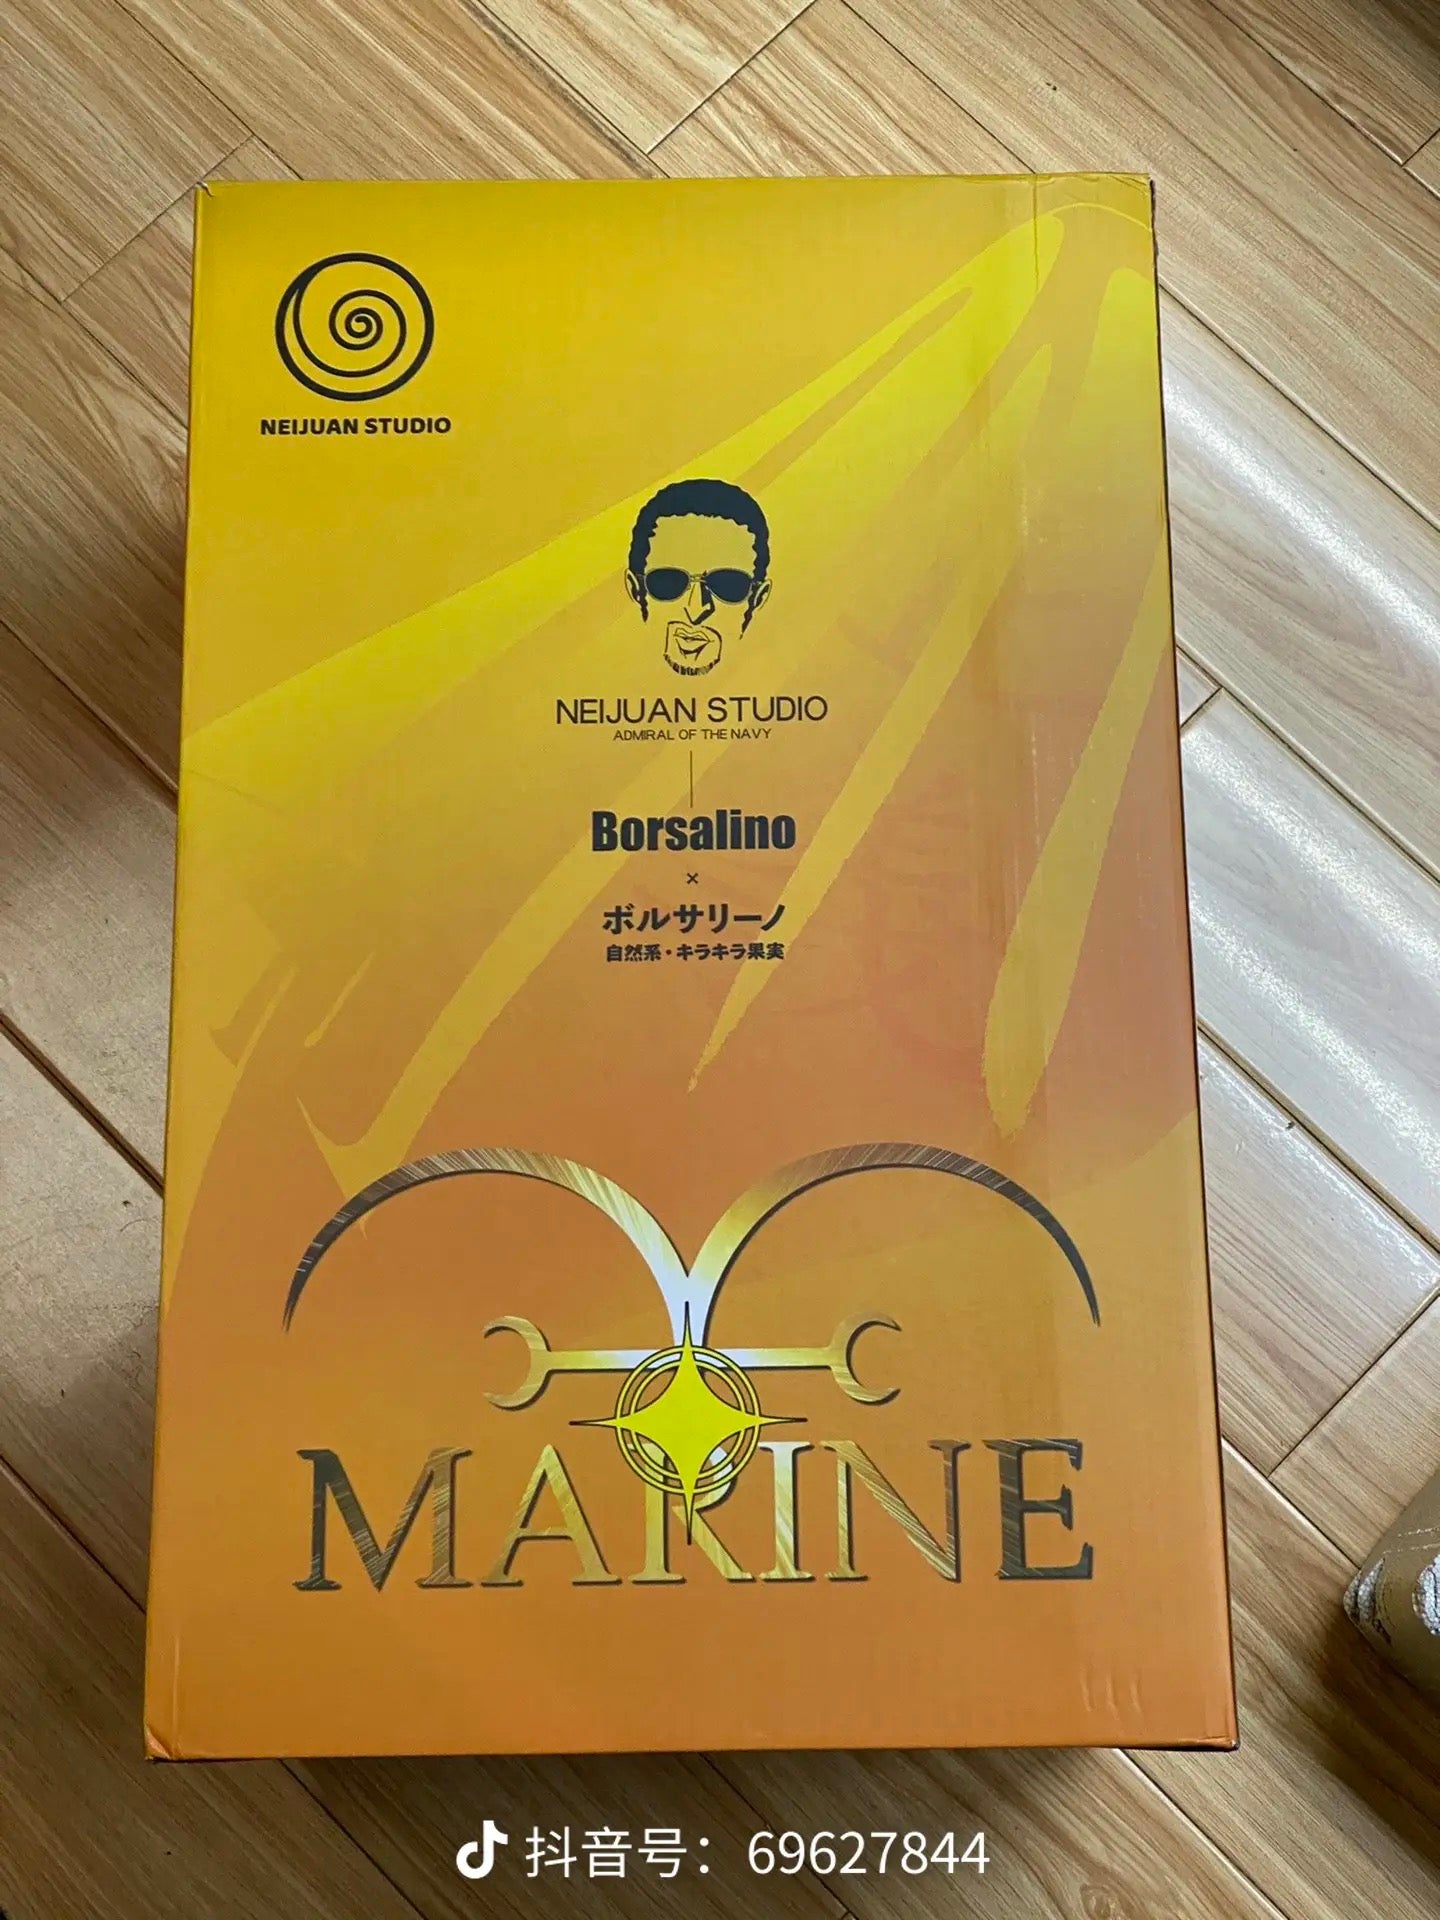 NEIJUAN STUDIO
NEIJUAN STUDIO
ADMIRAL OF THE NAVY
Borsalino
×
ボルサリーノ
自然系・キラキラ果実
MARINE
抖音号：69627844